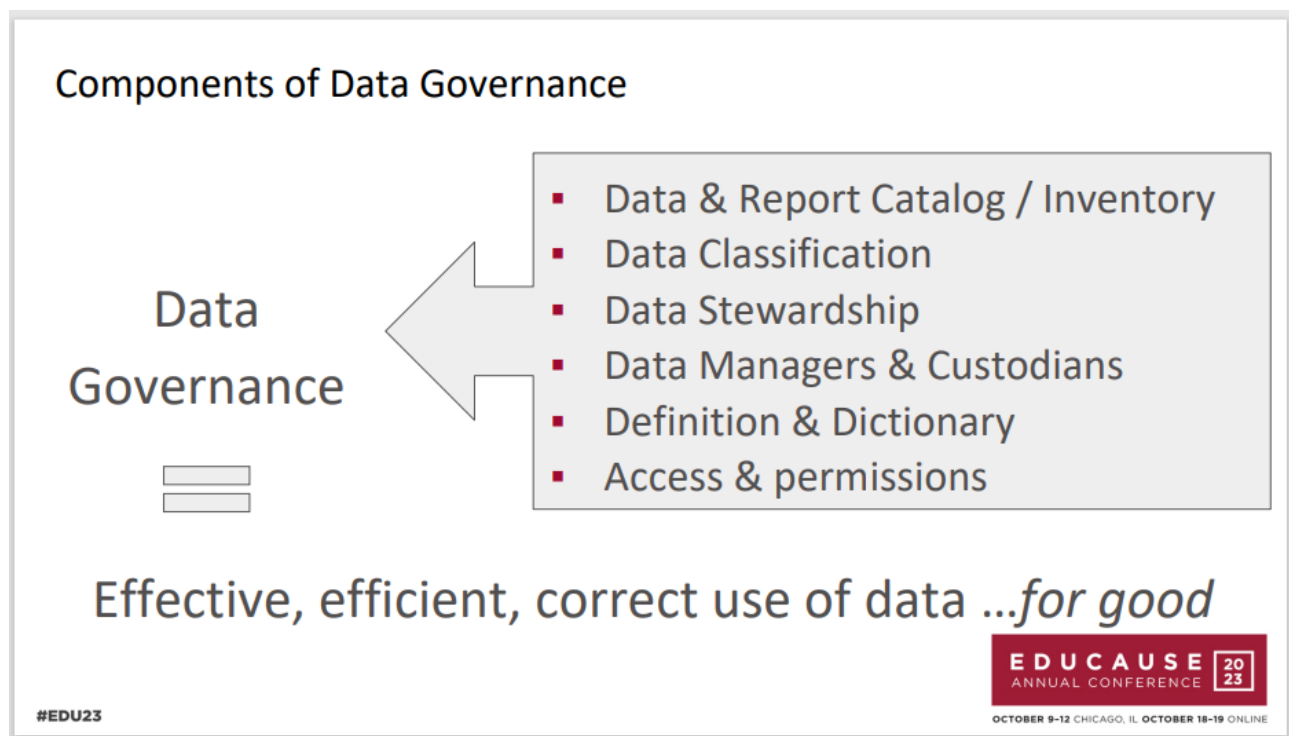 Components of Data Governance
▪ Data & Report Catalog / Inventory
▪ Data Classification
▪ Data Stewardship
▪ Data Managers & Custodians
▪ Definition & Dictionary
▪ Access & permissions
Data
Governance
Effective, efficient, correct use of data ...for good
EDUCAUSE 20
ANNUAL CONFERENCE 23
#EDU23
OCTOBER 9–12 CHICAGO, IL OCTOBER 18–19 ONLINE